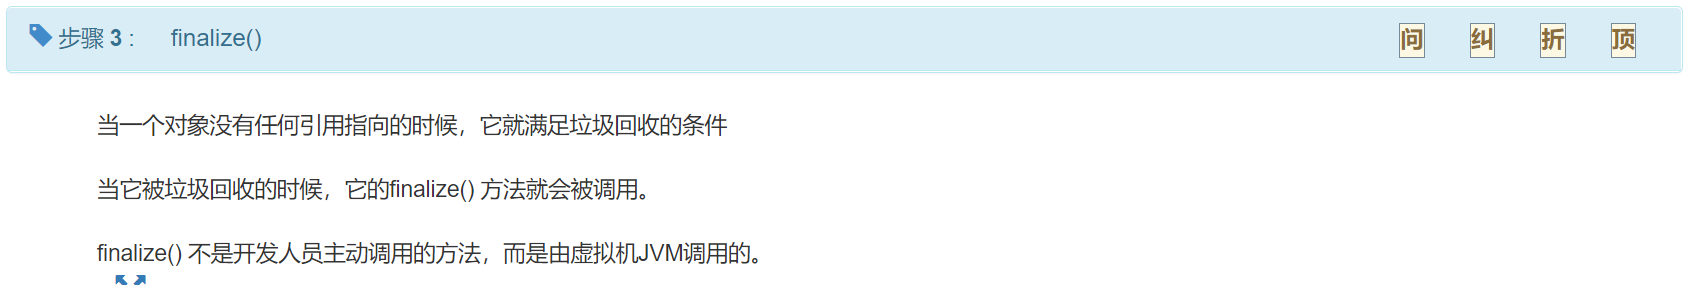 步骤 3 : finalize() 问 纠 折 顶
当一个对象没有任何引用指向的时候，它就满足垃圾回收的条件
当它被垃圾回收的时候，它的finalize() 方法就会被调用。
finalize() 不是开发人员主动调用的方法，而是由虚拟机JVM调用的。